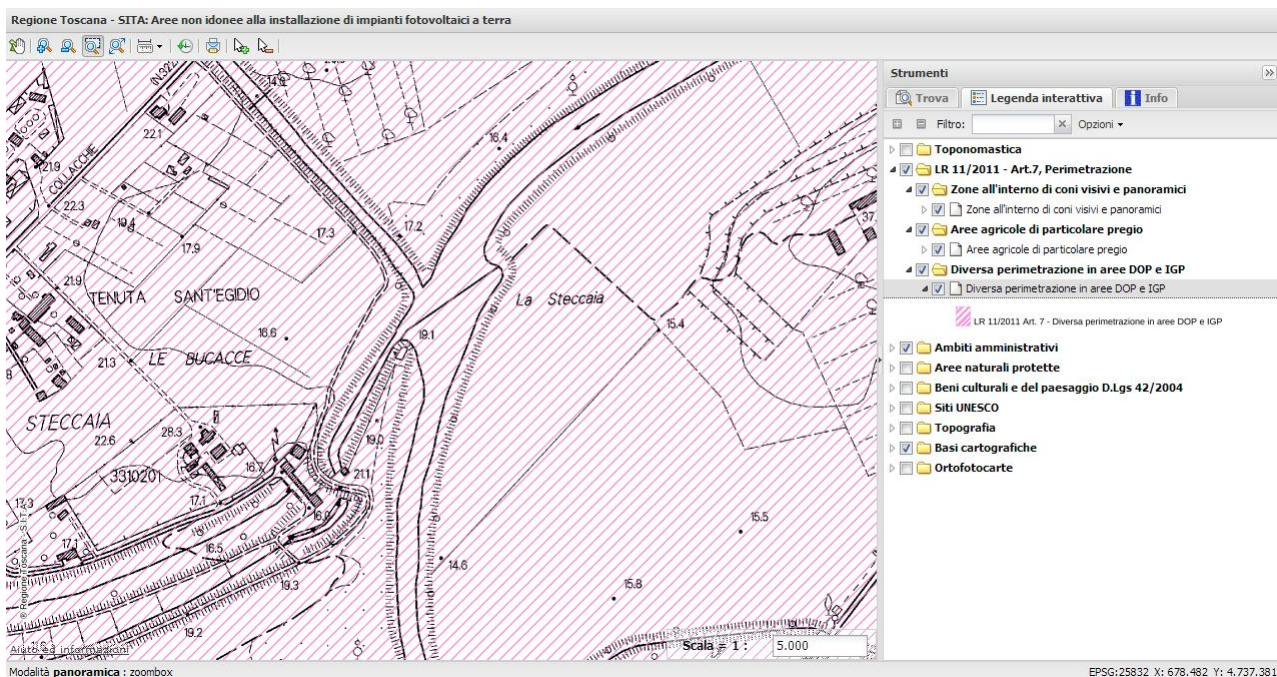 Regione Toscana - SITA: Aree non idonee alla installazione di impianti fotovoltaici a terra
Strumenti
Trova
Legenda interattiva
Info
Filtro:
Opzioni
Toponomastica
LR 11/2011 - Art.7, Perimetrazione
Zone all'interno di coni visivi e panoramici
Zone all'interno di coni visivi e panoramici
Aree agricole di particolare pregio
Aree agricole di particolare pregio
Diversa perimetrazione in aree DOP e IGP
Diversa perimetrazione in aree DOP e IGP
LR 11/2011 Art. 7 - Diversa perimetrazione in aree DOP e IGP
Ambiti amministrativi
Aree naturali protette
Beni culturali e del paesaggio D.Lgs 42/2004
Siti UNESCO
Topografia
Basi cartografiche
Ortofotocarte
22.1
16.4
21.9
COLLACCHIE
22.3
19.4
17.9
17.3
17.2
37.
21.9
TENUTA SANT'EGIDIO
La Steccaia
16.6
19.1
15.4
21.3
LE BUCACCE
STECCAIA
22.6
28.3
19.0
3310201
16.7
21.1
17.3
17.1
16.0
15.5
17.1
16.5
14.6
19.3
15.8
19.2
® RegioneToscana - S.I.T.A.
Aiuto ed informazioni
Scala = 1 : 5.000
Modalità panoramica : zoombox
EPSG:25832 X: 678.482 Y: 4.737.381